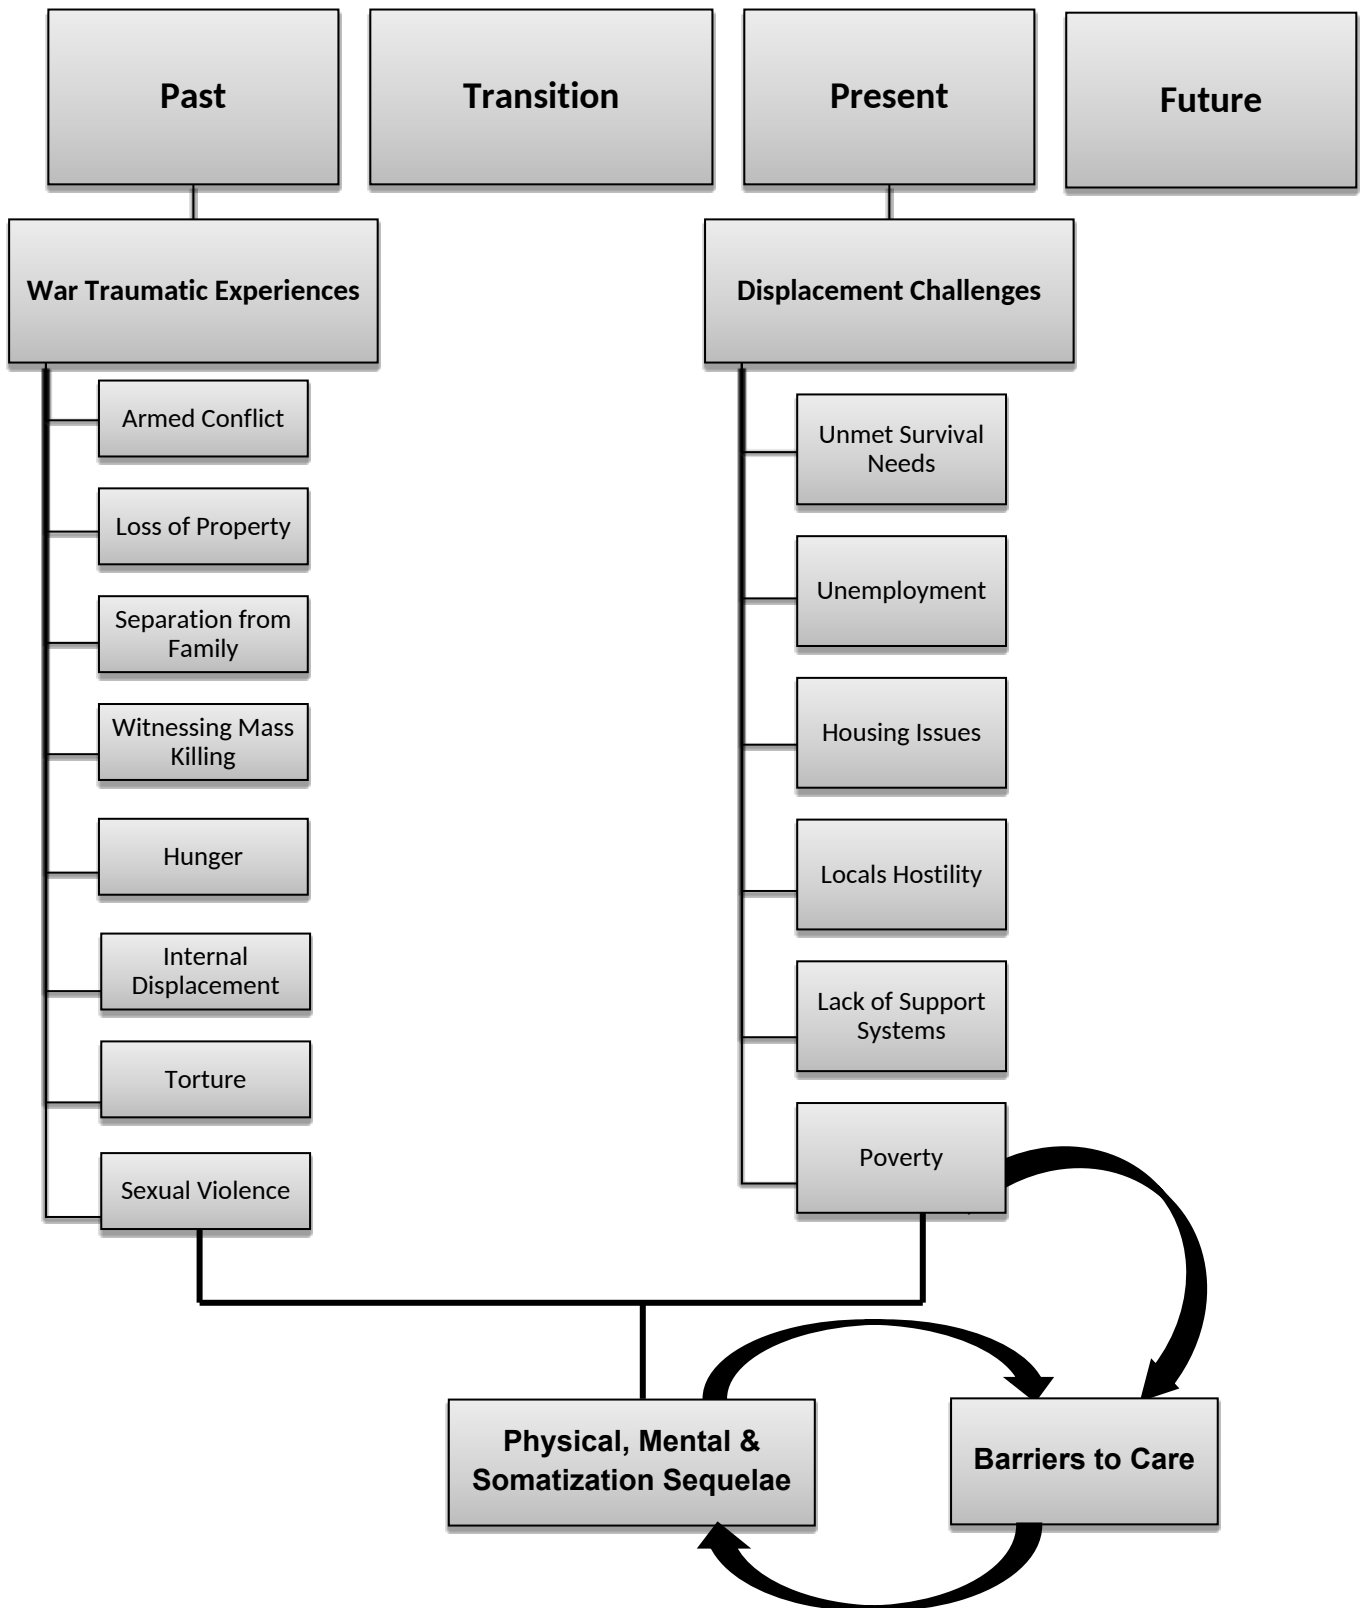 Past
Transition
Present
Future
War Traumatic Experiences
Displacement Challenges
Armed Conflict
Loss of Property
Separation from
Family
Witnessing Mass
Killing
Hunger
Internal
Displacement
Torture
Sexual Violence
Unmet Survival
Needs
Unemployment
Housing Issues
Locals Hostility
Lack of Support
Systems
Poverty
Physical, Mental &
Somatization Sequelae
Barriers to Care